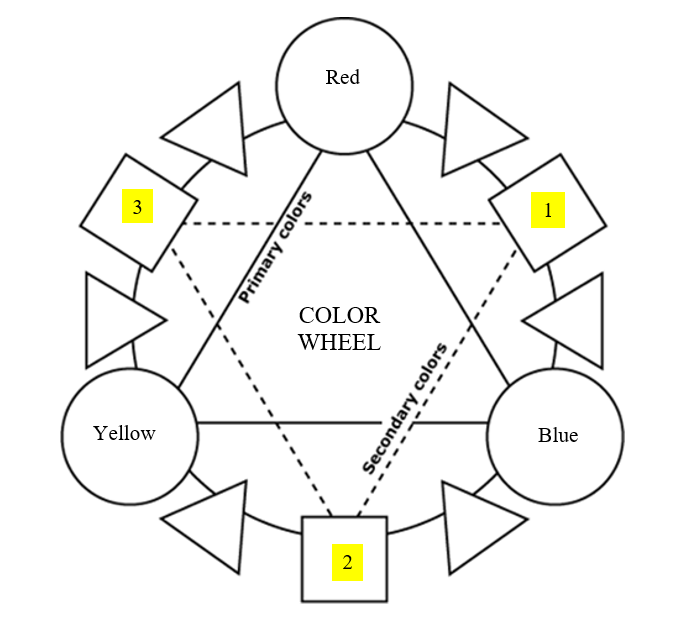 Red
3
1
Primary colors
COLOR
WHEEL
Secondary colors
Yellow
Blue
2